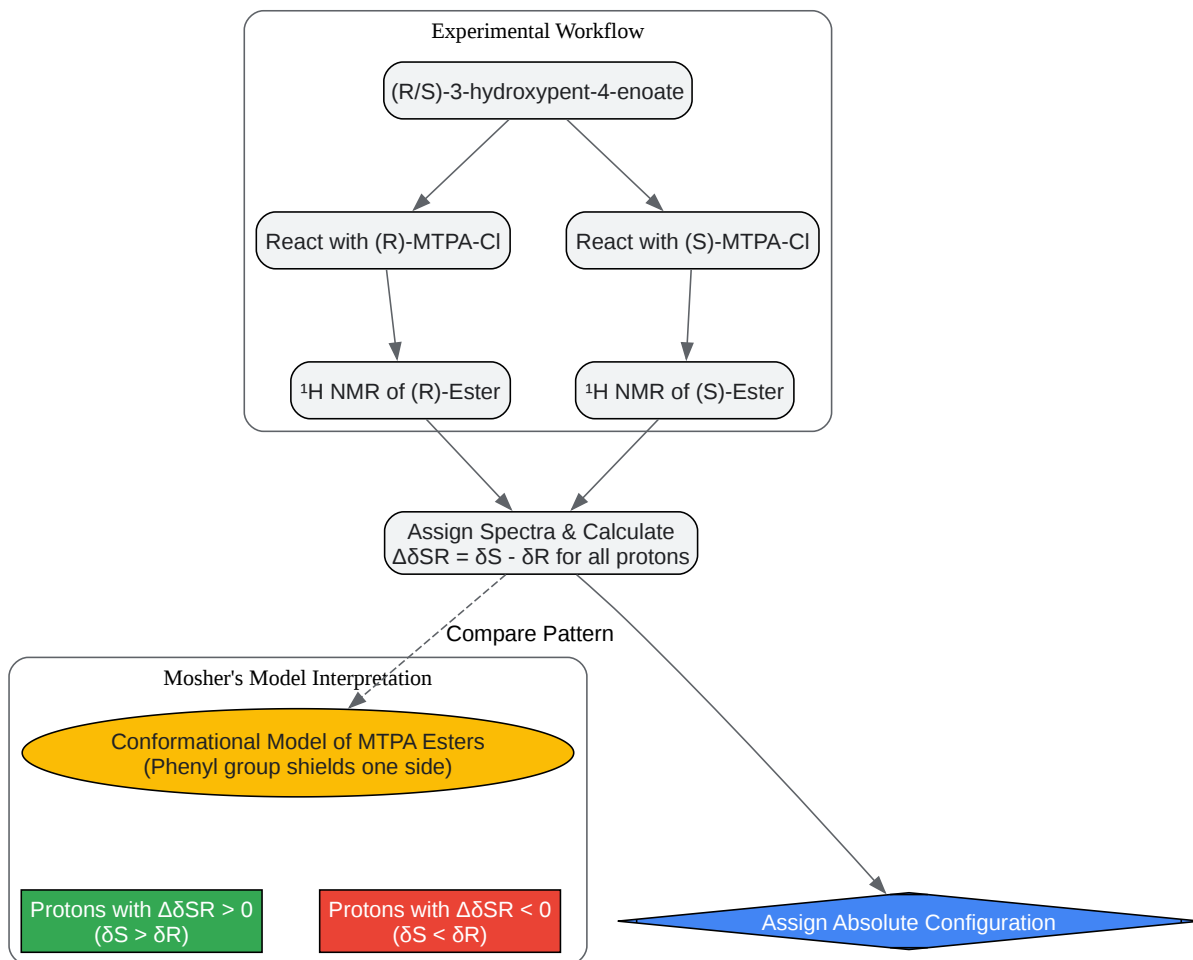 Experimental Workflow
(R/S)-3-hydroxypent-4-enoate
React with (R)-MTPA-Cl
React with (S)-MTPA-Cl
¹H NMR of (R)-Ester
¹H NMR of (S)-Ester
Assign Spectra & Calculate
ΔδSR = δS - δR for all protons
Compare Pattern
Mosher's Model Interpretation
Conformational Model of MTPA Esters
(Phenyl group shields one side)
Protons with ΔδSR > 0
(δS > δR)
Protons with ΔδSR < 0
(δS < δR)
Assign Absolute Configuration